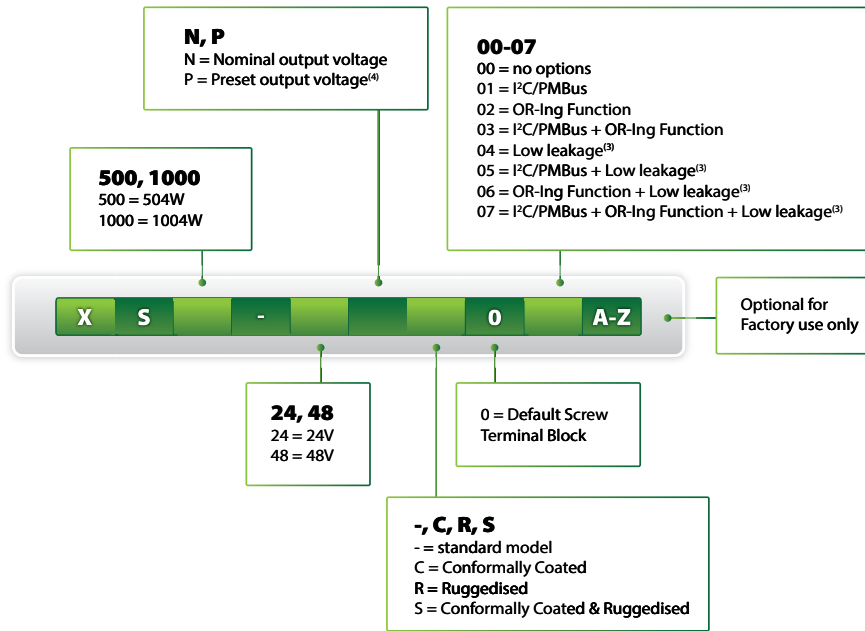 N, P
N = Nominal output voltage
P = Preset output voltage(4)
00-07
00 = no options
01 = I²C/PMBus
02 = OR-Ing Function
03 = I²C/PMBus + OR-Ing Function
04 = Low leakage(3)
05 = I²C/PMBus + Low leakage(3)
06 = OR-Ing Function + Low leakage(3)
07 = I²C/PMBus + OR-Ing Function + Low leakage(3)
500, 1000
500 = 504W
1000 = 1004W
X S - 0 A-Z
Optional for
Factory use only
24, 48
24 = 24V
48 = 48V
0 = Default Screw
Terminal Block
-, C, R, S
- = standard model
C = Conformally Coated
R = Ruggedised
S = Conformally Coated & Ruggedised